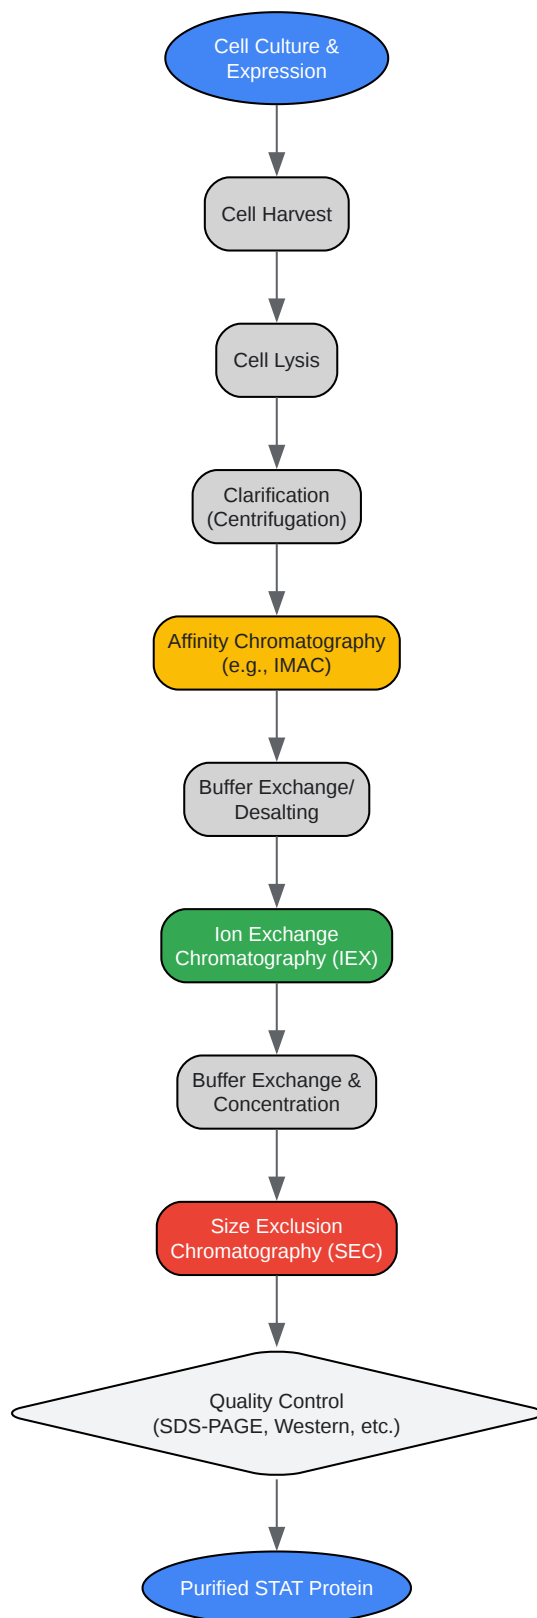 Cell Culture &
Expression
Cell Harvest
Cell Lysis
Clarification
(Centrifugation)
Affinity Chromatography
(e.g., IMAC)
Buffer Exchange/
Desalting
Ion Exchange
Chromatography (IEX)
Buffer Exchange &
Concentration
Size Exclusion
Chromatography (SEC)
Quality Control
(SDS-PAGE, Western, etc.)
Purified STAT Protein